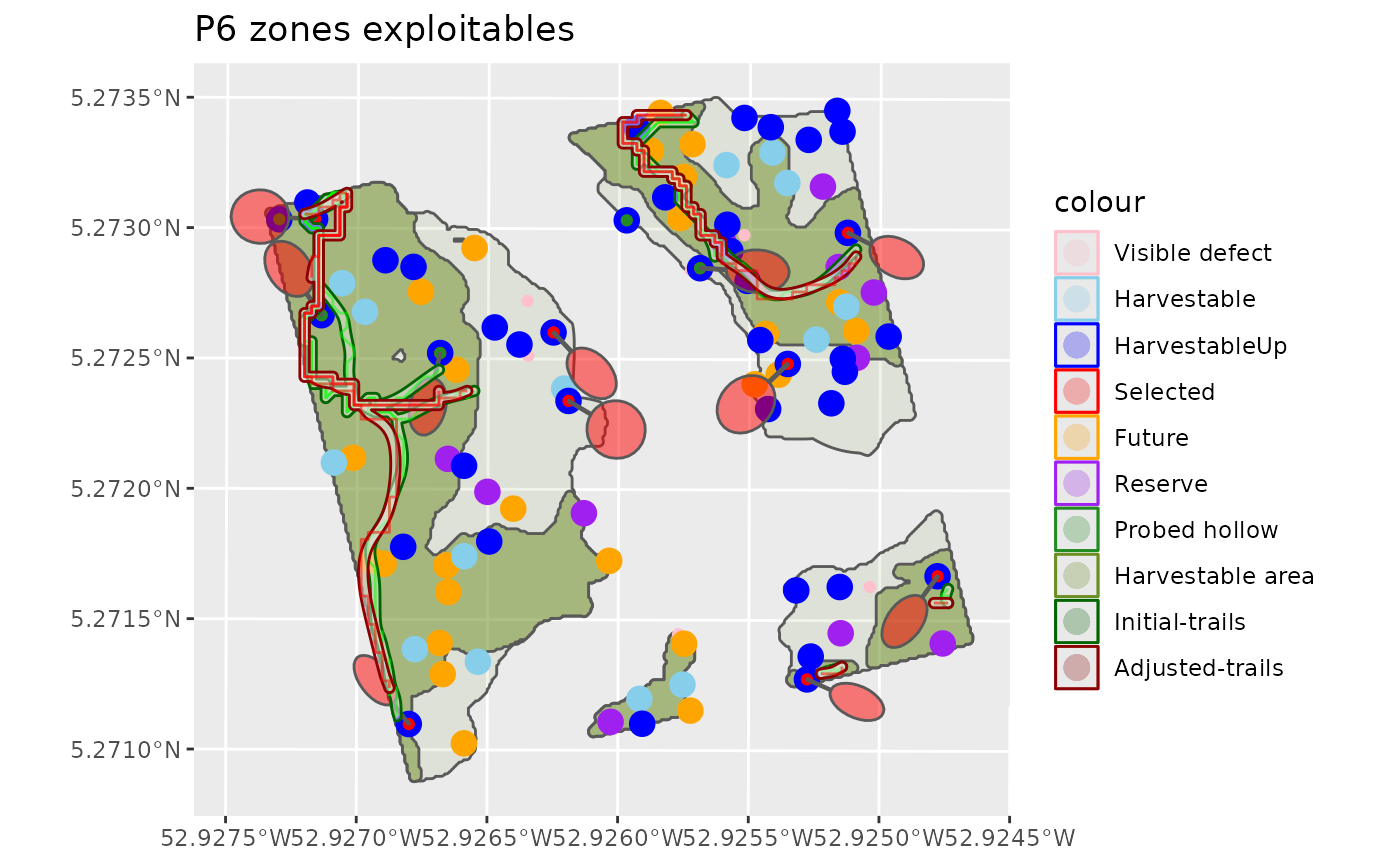 P6 zones exploitables
5.2735°N
5.2730°N
5.2725°N
5.2720°N
5.2715°N
5.2710°N
52.9275°W 52.9270°W 52.9265°W 52.9260°W 52.9255°W 52.9250°W 52.9245°W
colour
Visible defect
Harvestable
HarvestableUp
Selected
Future
Reserve
Probed hollow
Harvestable area
Initial-trails
Adjusted-trails